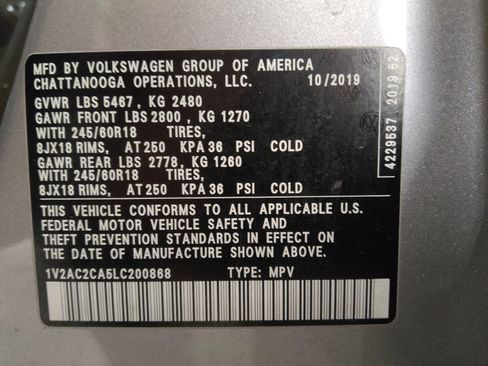 MFD BY VOLKSWAGEN GROUP OF AMERICA
CHATTANOOGA OPERATIONS, LLC. 10/2019
GVWR LBS 5467, KG 2480
GAWR FRONT LBS 2800, KG 1270
WITH 245/60R18 TIRES,
8JX18 RIMS, AT 250 KPA 36 PSI COLD
GAWR REAR LBS 2778, KG 1260
WITH 245/60R18 TIRES,
8JX18 RIMS, AT 250 KPA 36 PSI COLD
THIS VEHICLE CONFORMS TO ALL APPLICABLE U.S.
FEDERAL MOTOR VEHICLE SAFETY AND
THEFT PREVENTION STANDARDS IN EFFECT ON
THE DATE OF MANUFACTURE SHOWN ABOVE.
1V2AC2CA5LC200868 TYPE: MPV
4229537 2019 62